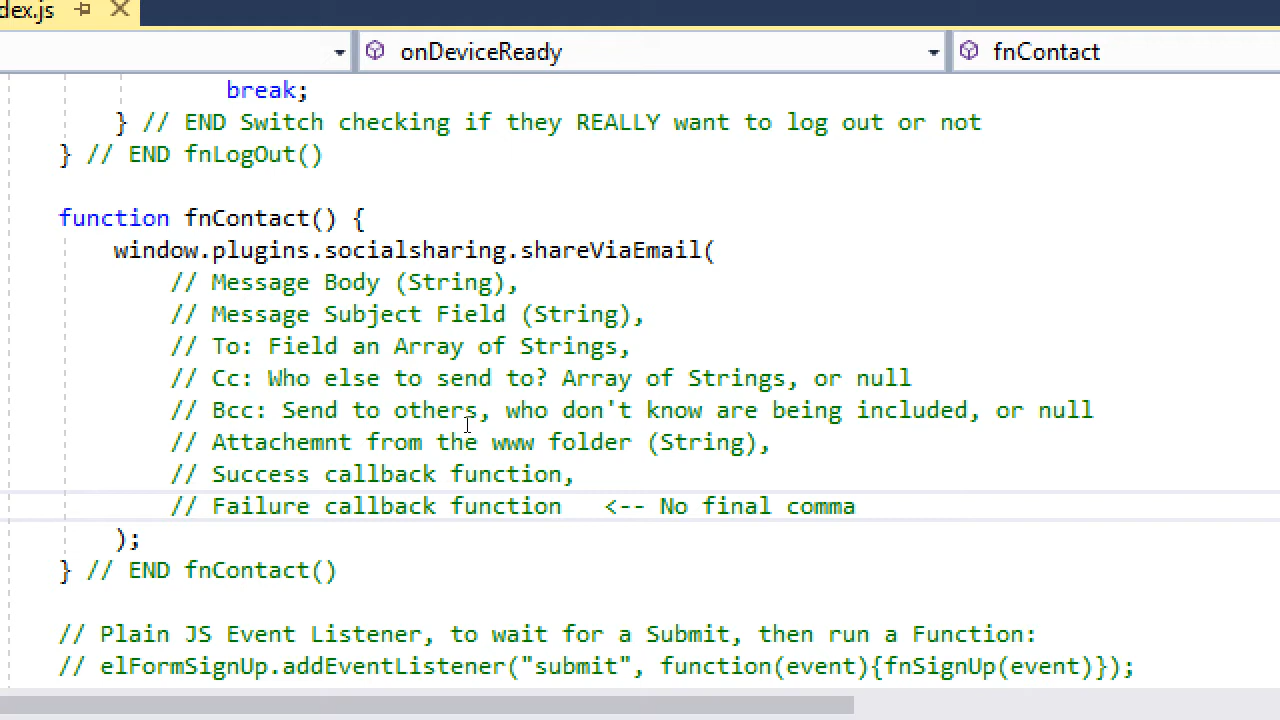 dex.js
onDeviceReady fnContact
break;
} // END Switch checking if they REALLY want to log out or not
} // END fnLogOut()
function fnContact() {
window.plugins.socialsharing.shareViaEmail(
// Message Body (String),
// Message Subject Field (String),
// To: Field an Array of Strings,
// Cc: Who else to send to? Array of Strings, or null
// Bcc: Send to others, who don't know are being included, or null
// Attachemnt from the www folder (String),
// Success callback function,
// Failure callback function <-- No final comma
);
} // END fnContact()
// Plain JS Event Listener, to wait for a Submit, then run a Function:
// elFormSignUp.addEventListener("submit", function(event){fnSignUp(event)});